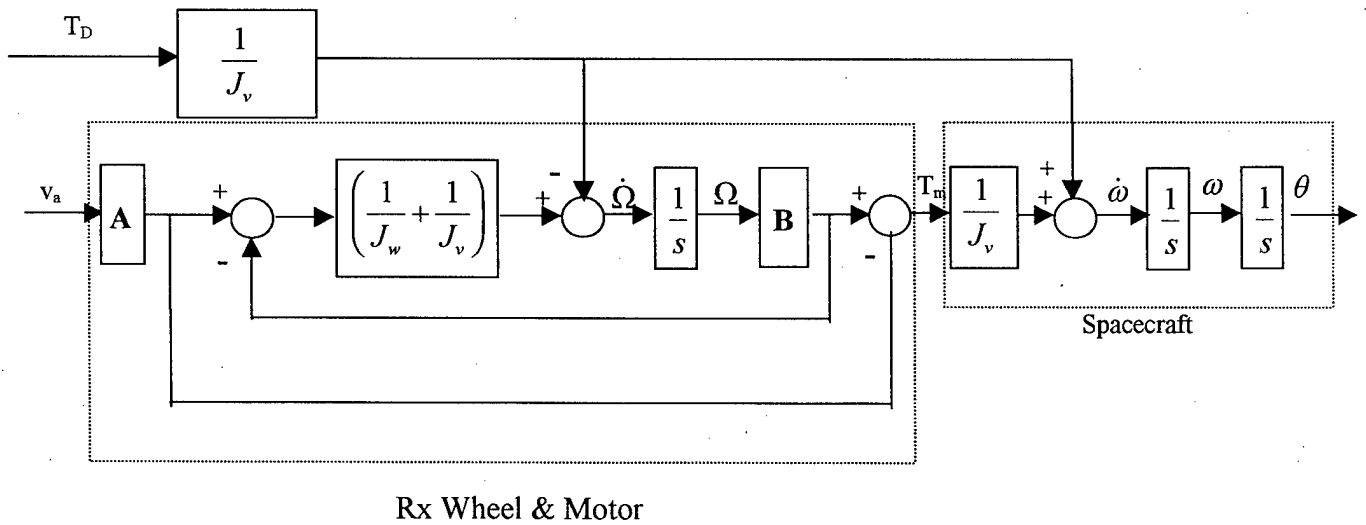 T_D
1/J_v
v_a
A
+
-
(1/J_w + 1/J_v)
-
+
Ω̇
1/s
Ω
B
+
-
T_m
1/J_v
+
+
ω̇
1/s
ω
1/s
θ
Spacecraft
Rx Wheel & Motor